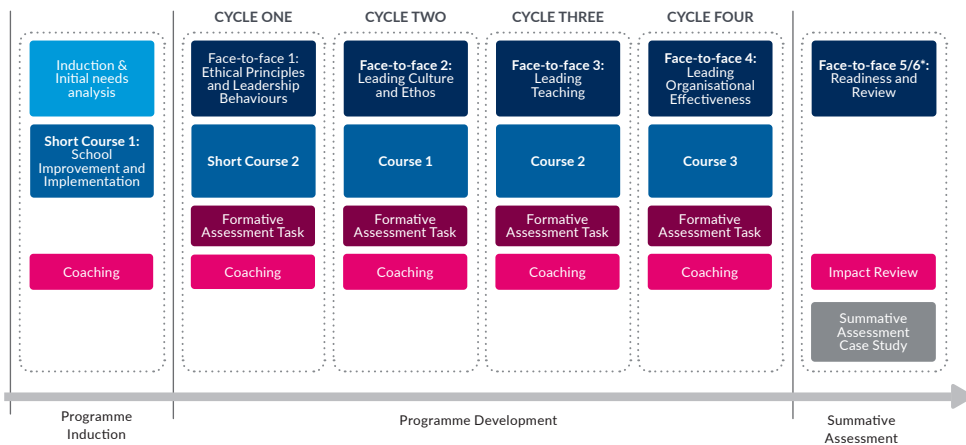 CYCLE ONE
CYCLE TWO
CYCLE THREE
CYCLE FOUR
Induction &
Initial needs
analysis
Face-to-face 1:
Ethical Principles
and Leadership
Behaviours
Face-to-face 2:
Leading Culture
and Ethos
Face-to-face 3:
Leading
Teaching
Face-to-face 4:
Leading
Organisational
Effectiveness
Face-to-face 5/6*:
Readiness and
Review
Short Course 1:
School
Improvement and
Implementation
Short Course 2
Course 1
Course 2
Course 3
Formative
Assessment Task
Formative
Assessment Task
Formative
Assessment Task
Formative
Assessment Task
Coaching
Coaching
Coaching
Coaching
Coaching
Impact Review
Summative
Assessment
Case Study
Programme
Induction
Programme Development
Summative
Assessment